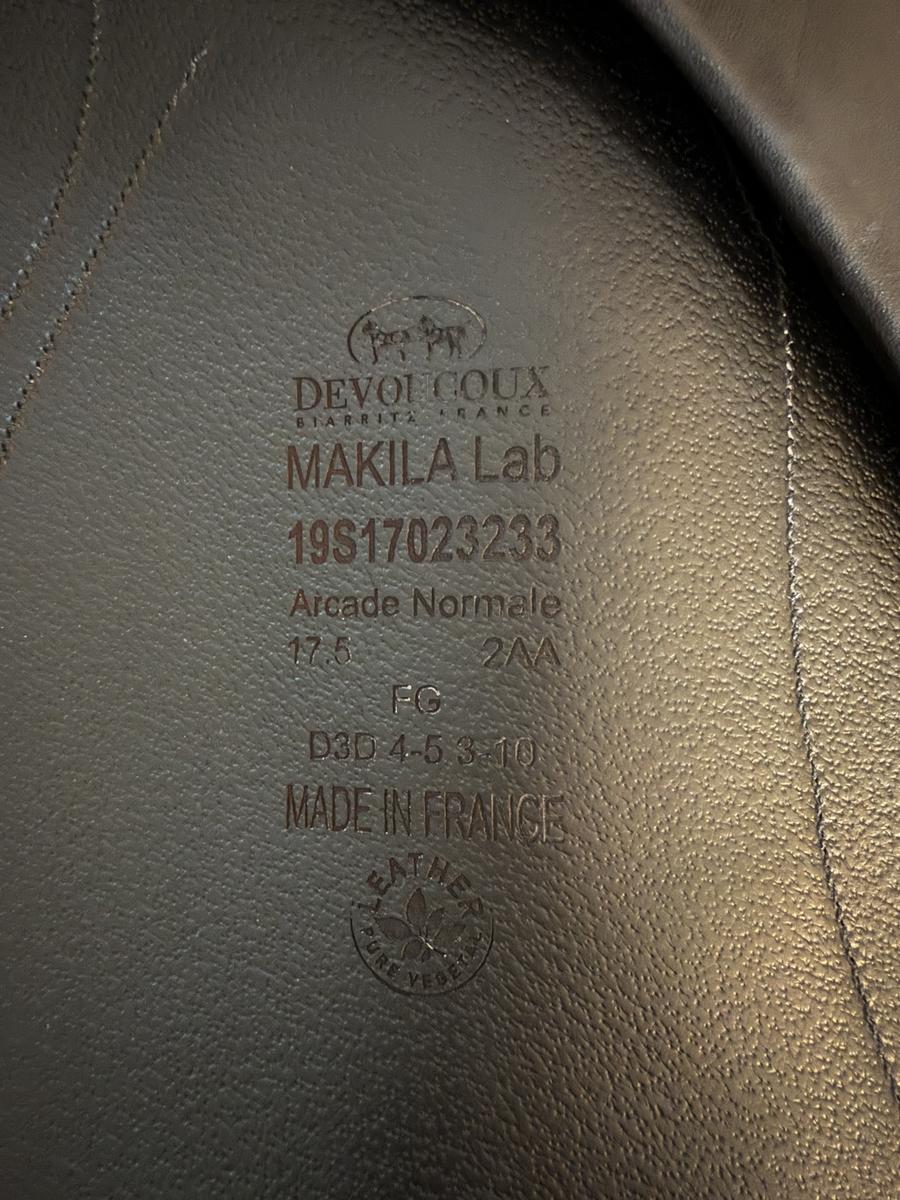 DEVOUCOUX
BIARRITZ FRANCE
MAKILA Lab
19S17023233
Arcade Normale
17.5 2AA
FG
D3D 4-5 3-10
MADE IN FRANCE
LEATHER
PURE VEGETAL